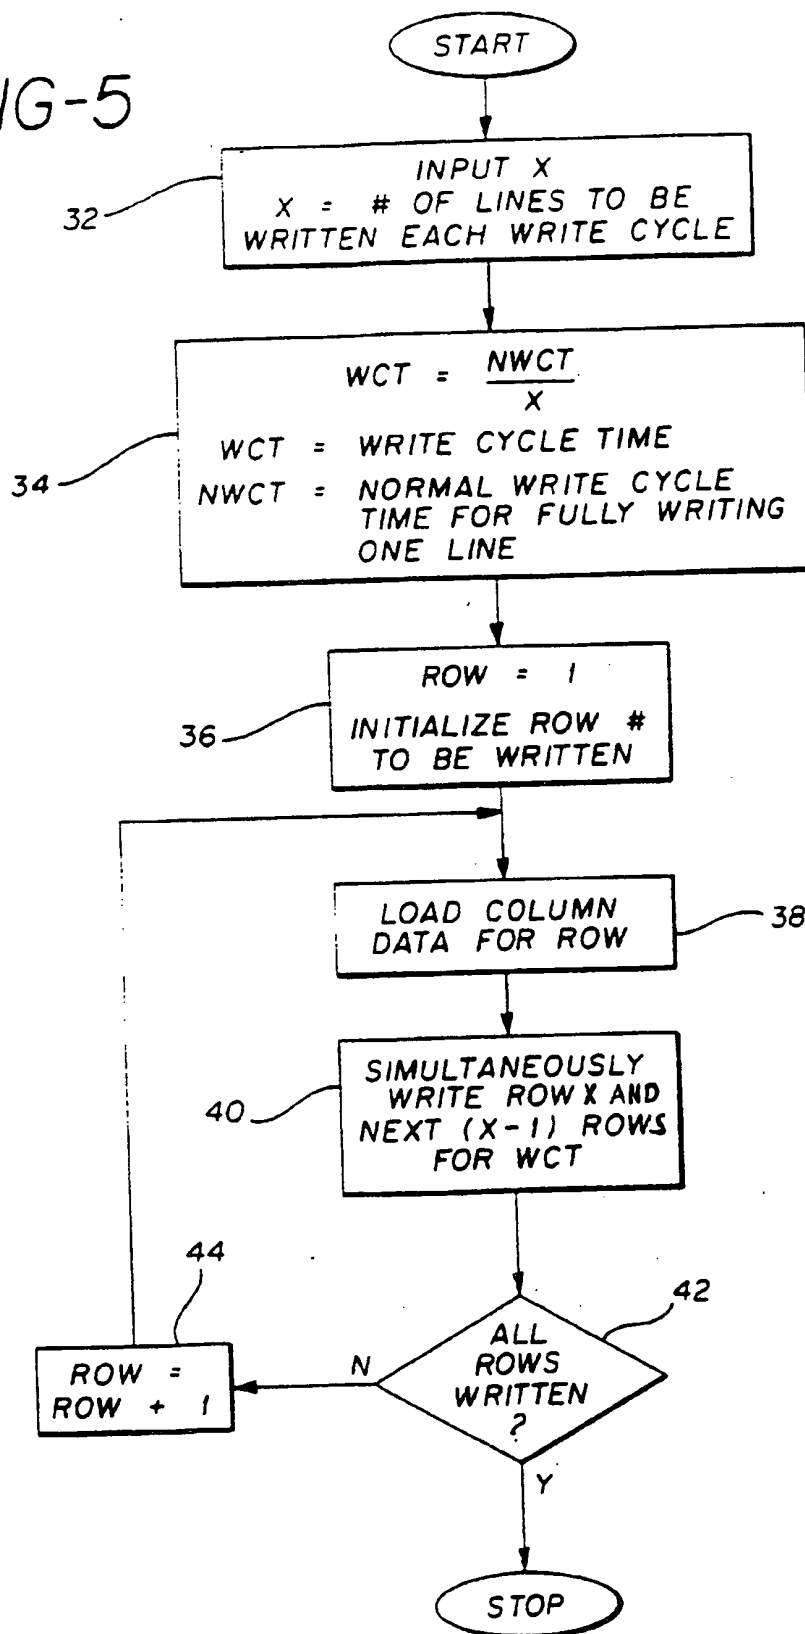 START
IG-5
INPUT X
X = # OF LINES TO BE
WRITTEN EACH WRITE CYCLE
32
WCT = NWCT
X
WCT = WRITE CYCLE TIME
NWCT = NORMAL WRITE CYCLE
TIME FOR FULLY WRITING
ONE LINE
34
ROW = 1
INITIALIZE ROW #
TO BE WRITTEN
36
LOAD COLUMN
DATA FOR ROW
38
SIMULTANEOUSLY
WRITE ROW X AND
NEXT (X-1) ROWS
FOR WCT
40
44
42
ALL
ROWS
WRITTEN
?
N
ROW =
ROW + 1
Y
STOP